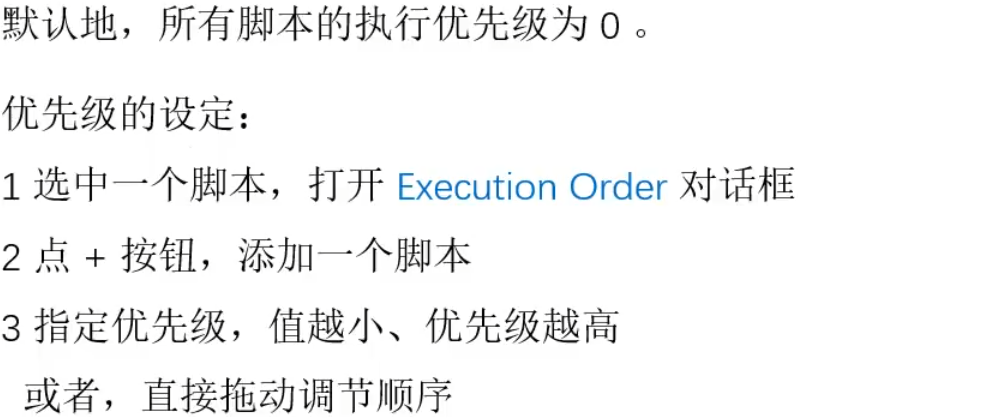 默认地，所有脚本的执行优先级为 0 。
优先级的设定：
1 选中一个脚本，打开 Execution Order 对话框
2 点 + 按钮，添加一个脚本
3 指定优先级，值越小、优先级越高
或者，直接拖动调节顺序